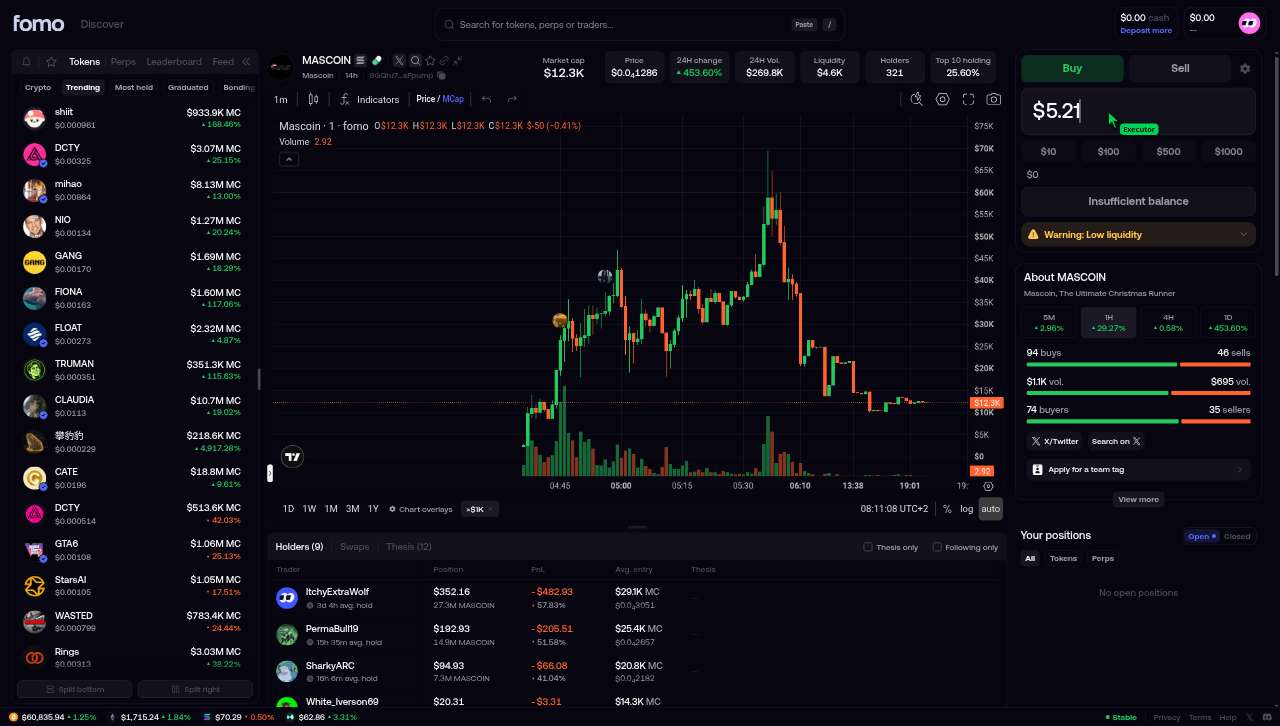 fomo
Discover
Search for tokens, perps or traders...
Paste
/
$0.00 cash
Deposit more
$0.00
Tokens Perps Leaderboard Feed
Crypto Trending Most held Graduated Bonding
shiit $933.9K MC
$0.000961 168.46%
DCTY $3.07M MC
$0.00325 25.15%
mihao $8.13M MC
$0.00864 13.00%
NIO $1.27M MC
$0.00134 20.24%
GANG $1.69M MC
$0.00170 16.29%
FIONA $1.60M MC
$0.00163 117.06%
FLOAT $2.32M MC
$0.00273 4.87%
TRUMAN $351.3K MC
$0.000351 115.63%
CLAUDIA $10.7M MC
$0.0113 19.02%
攀豹豹 $218.6K MC
$0.000229 4,917.28%
CATE $18.8M MC
$0.0196 9.61%
DCTY $513.6K MC
$0.000514 42.03%
GTA6 $1.06M MC
$0.00108 25.13%
StarsAI $1.05M MC
$0.00105 17.51%
WASTED $783.4K MC
$0.000799 24.44%
Rings $3.03M MC
$0.00313 38.22%
Split bottom Split right
MASCOIN
Mascoin 14h
Market cap
$12.3K
Price
$0.0₄1286
24H change
453.60%
24H Vol.
$269.8K
Liquidity
$4.6K
Holders
321
Top 10 holding
25.60%
1m Indicators Price / MCap
Mascoin · 1 · fomo O$12.3K H$12.3K L$12.3K C$12.3K $-50 (−0.41%)
Volume 2.92
$75K
$70K
$65K
$60K
$55K
$50K
$45K
$40K
$35K
$30K
$25K
$20K
$15K
$12.3K
$10K
$5K
$0
2.92
04:45 05:00 05:15 05:30 06:10 13:38 19:01 19:
1D 1W 1M 3M 1Y Chart overlays >$1K
08:11:08 UTC+2 % log auto
Holders (9) Swaps Thesis (12) Thesis only Following only
Trader Position PnL Avg. entry Thesis
ItchyExtraWolf $352.16 -$482.93 $29.1K MC
3d 4h avg. hold 27.3M MASCOIN 57.83% $0.0₄3051
PermaBull19 $192.93 -$205.51 $25.4K MC
15h 35m avg. hold 14.9M MASCOIN 51.58% $0.0₄2657
SharkyARC $94.93 -$66.08 $20.8K MC
16h 6m avg. hold 7.3M MASCOIN 41.04% $0.0₄2182
White_Iverson69 $20.31 -$3.31 $14.3K MC
Buy Sell
$5.21
Executor
$10 $100 $500 $1000
$0
Insufficient balance
Warning: Low liquidity
About MASCOIN
Mascoin, The Ultimate Christmas Runner
5M 1H 4H 1D
2.96% 29.27% 0.58% 453.60%
94 buys 46 sells
$1.1K vol. $695 vol.
74 buyers 35 sellers
X/Twitter Search on X
Apply for a team tag
View more
Your positions Open Closed
All Tokens Perps
No open positions
$60,835.94 1.25% $1,715.24 1.84% $70.29 0.50% $62.86 3.31%
Stable Privacy Terms Help